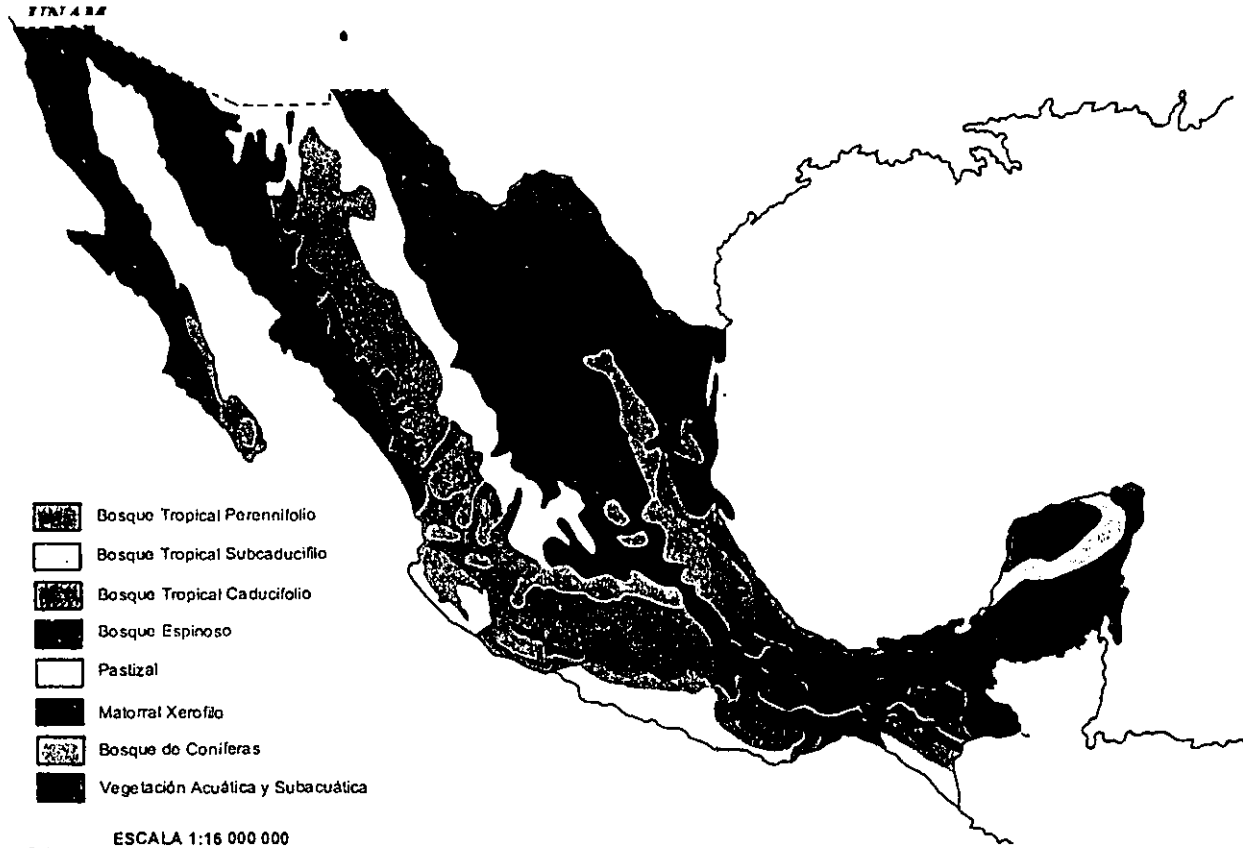 Bosque Tropical Perennifolio
Bosque Tropical Subcaducifilo
Bosque Tropical Caducifolio
Bosque Espinoso
Pastizal
Matorral Xerofilo
Bosque de Coniferas
Vegetación Acuática y Subacuática
ESCALA 1:16 000 000